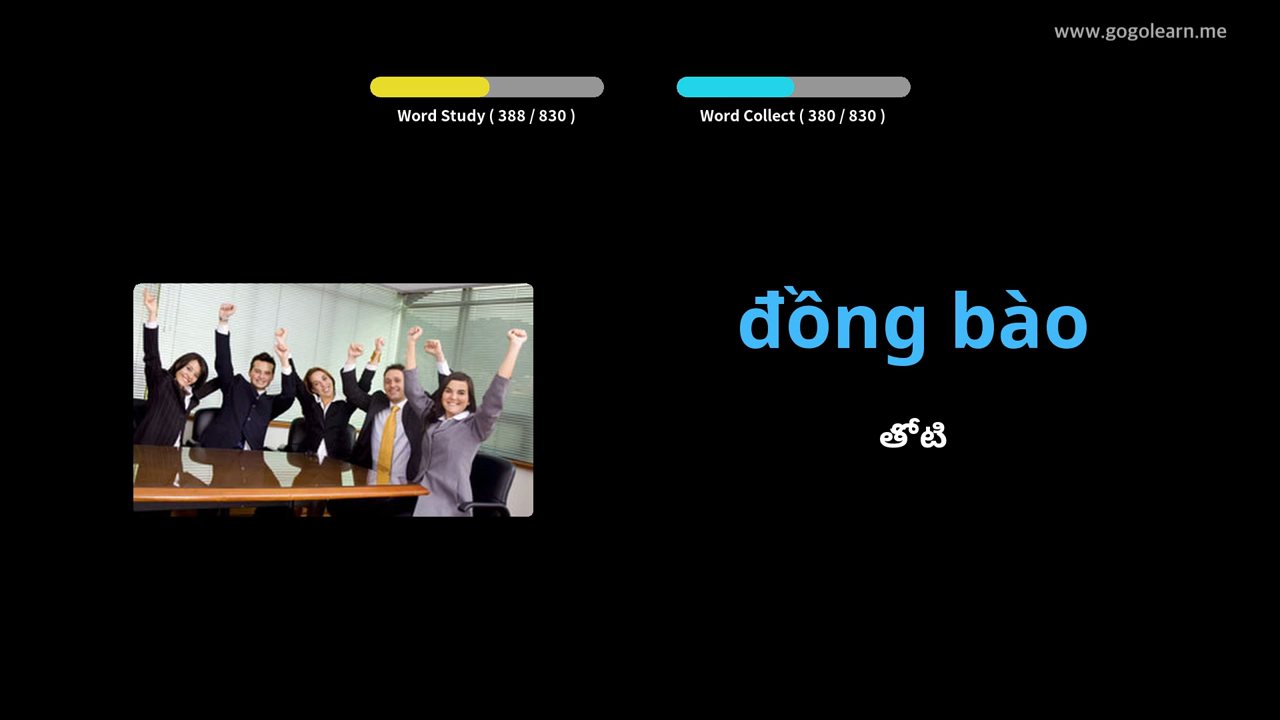 www.gogolearn.me
Word Study ( 388 / 830 )
Word Collect ( 380 / 830 )
đồng bào
తోటి